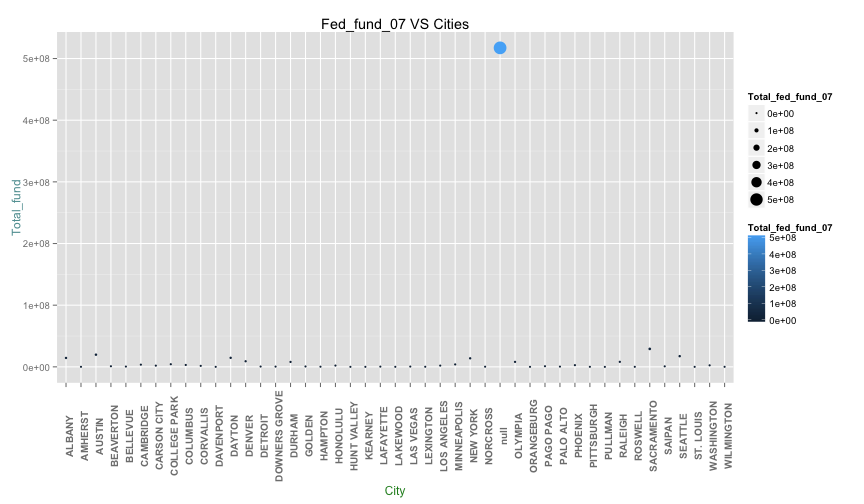 Fed_fund_07 VS Cities
Total_fund
5e+08
4e+08
3e+08
2e+08
1e+08
0e+00
ALBANY
AMHERST
AUSTIN
BEAVERTON
BELLEVUE
CAMBRIDGE
CARSON CITY
COLLEGE PARK
COLUMBUS
CORVALLIS
DAVENPORT
DAYTON
DENVER
DETROIT
DOWNERS GROVE
DURHAM
GOLDEN
HAMPTON
HONOLULU
HUNT VALLEY
KEARNEY
LAFAYETTE
LAKEWOOD
LAS VEGAS
LEXINGTON
LOS ANGELES
MINNEAPOLIS
NEW YORK
NORCROSS
null
OLYMPIA
ORANGEBURG
PAGO PAGO
PALO ALTO
PHOENIX
PITTSBURGH
PULLMAN
RALEIGH
ROSWELL
SACRAMENTO
SAIPAN
SEATTLE
ST. LOUIS
WASHINGTON
WILMINGTON
City
Total_fed_fund_07
0e+00
1e+08
2e+08
3e+08
4e+08
5e+08
Total_fed_fund_07
5e+08
4e+08
3e+08
2e+08
1e+08
0e+00